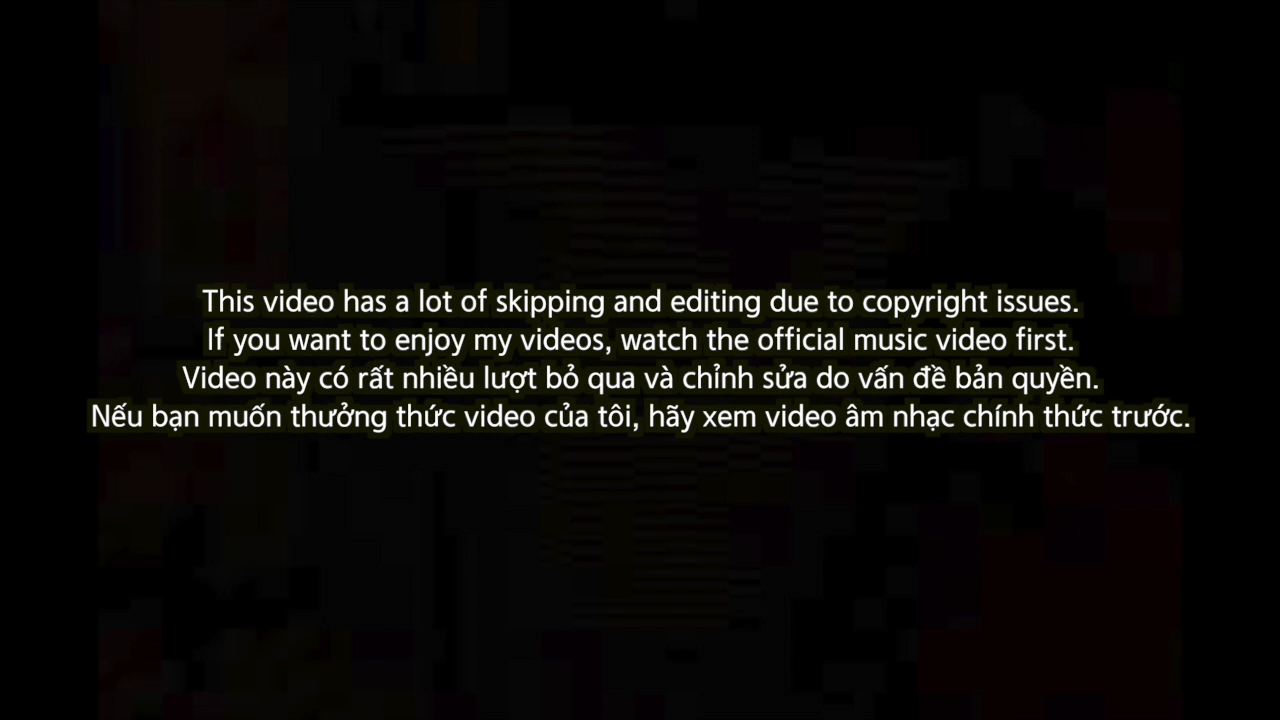 This video has a lot of skipping and editing due to copyright issues.
If you want to enjoy my videos, watch the official music video first.
Video này có rất nhiều lượt bỏ qua và chỉnh sửa do vấn đề bản quyền.
Nếu bạn muốn thưởng thức video của tôi, hãy xem video âm nhạc chính thức trước.